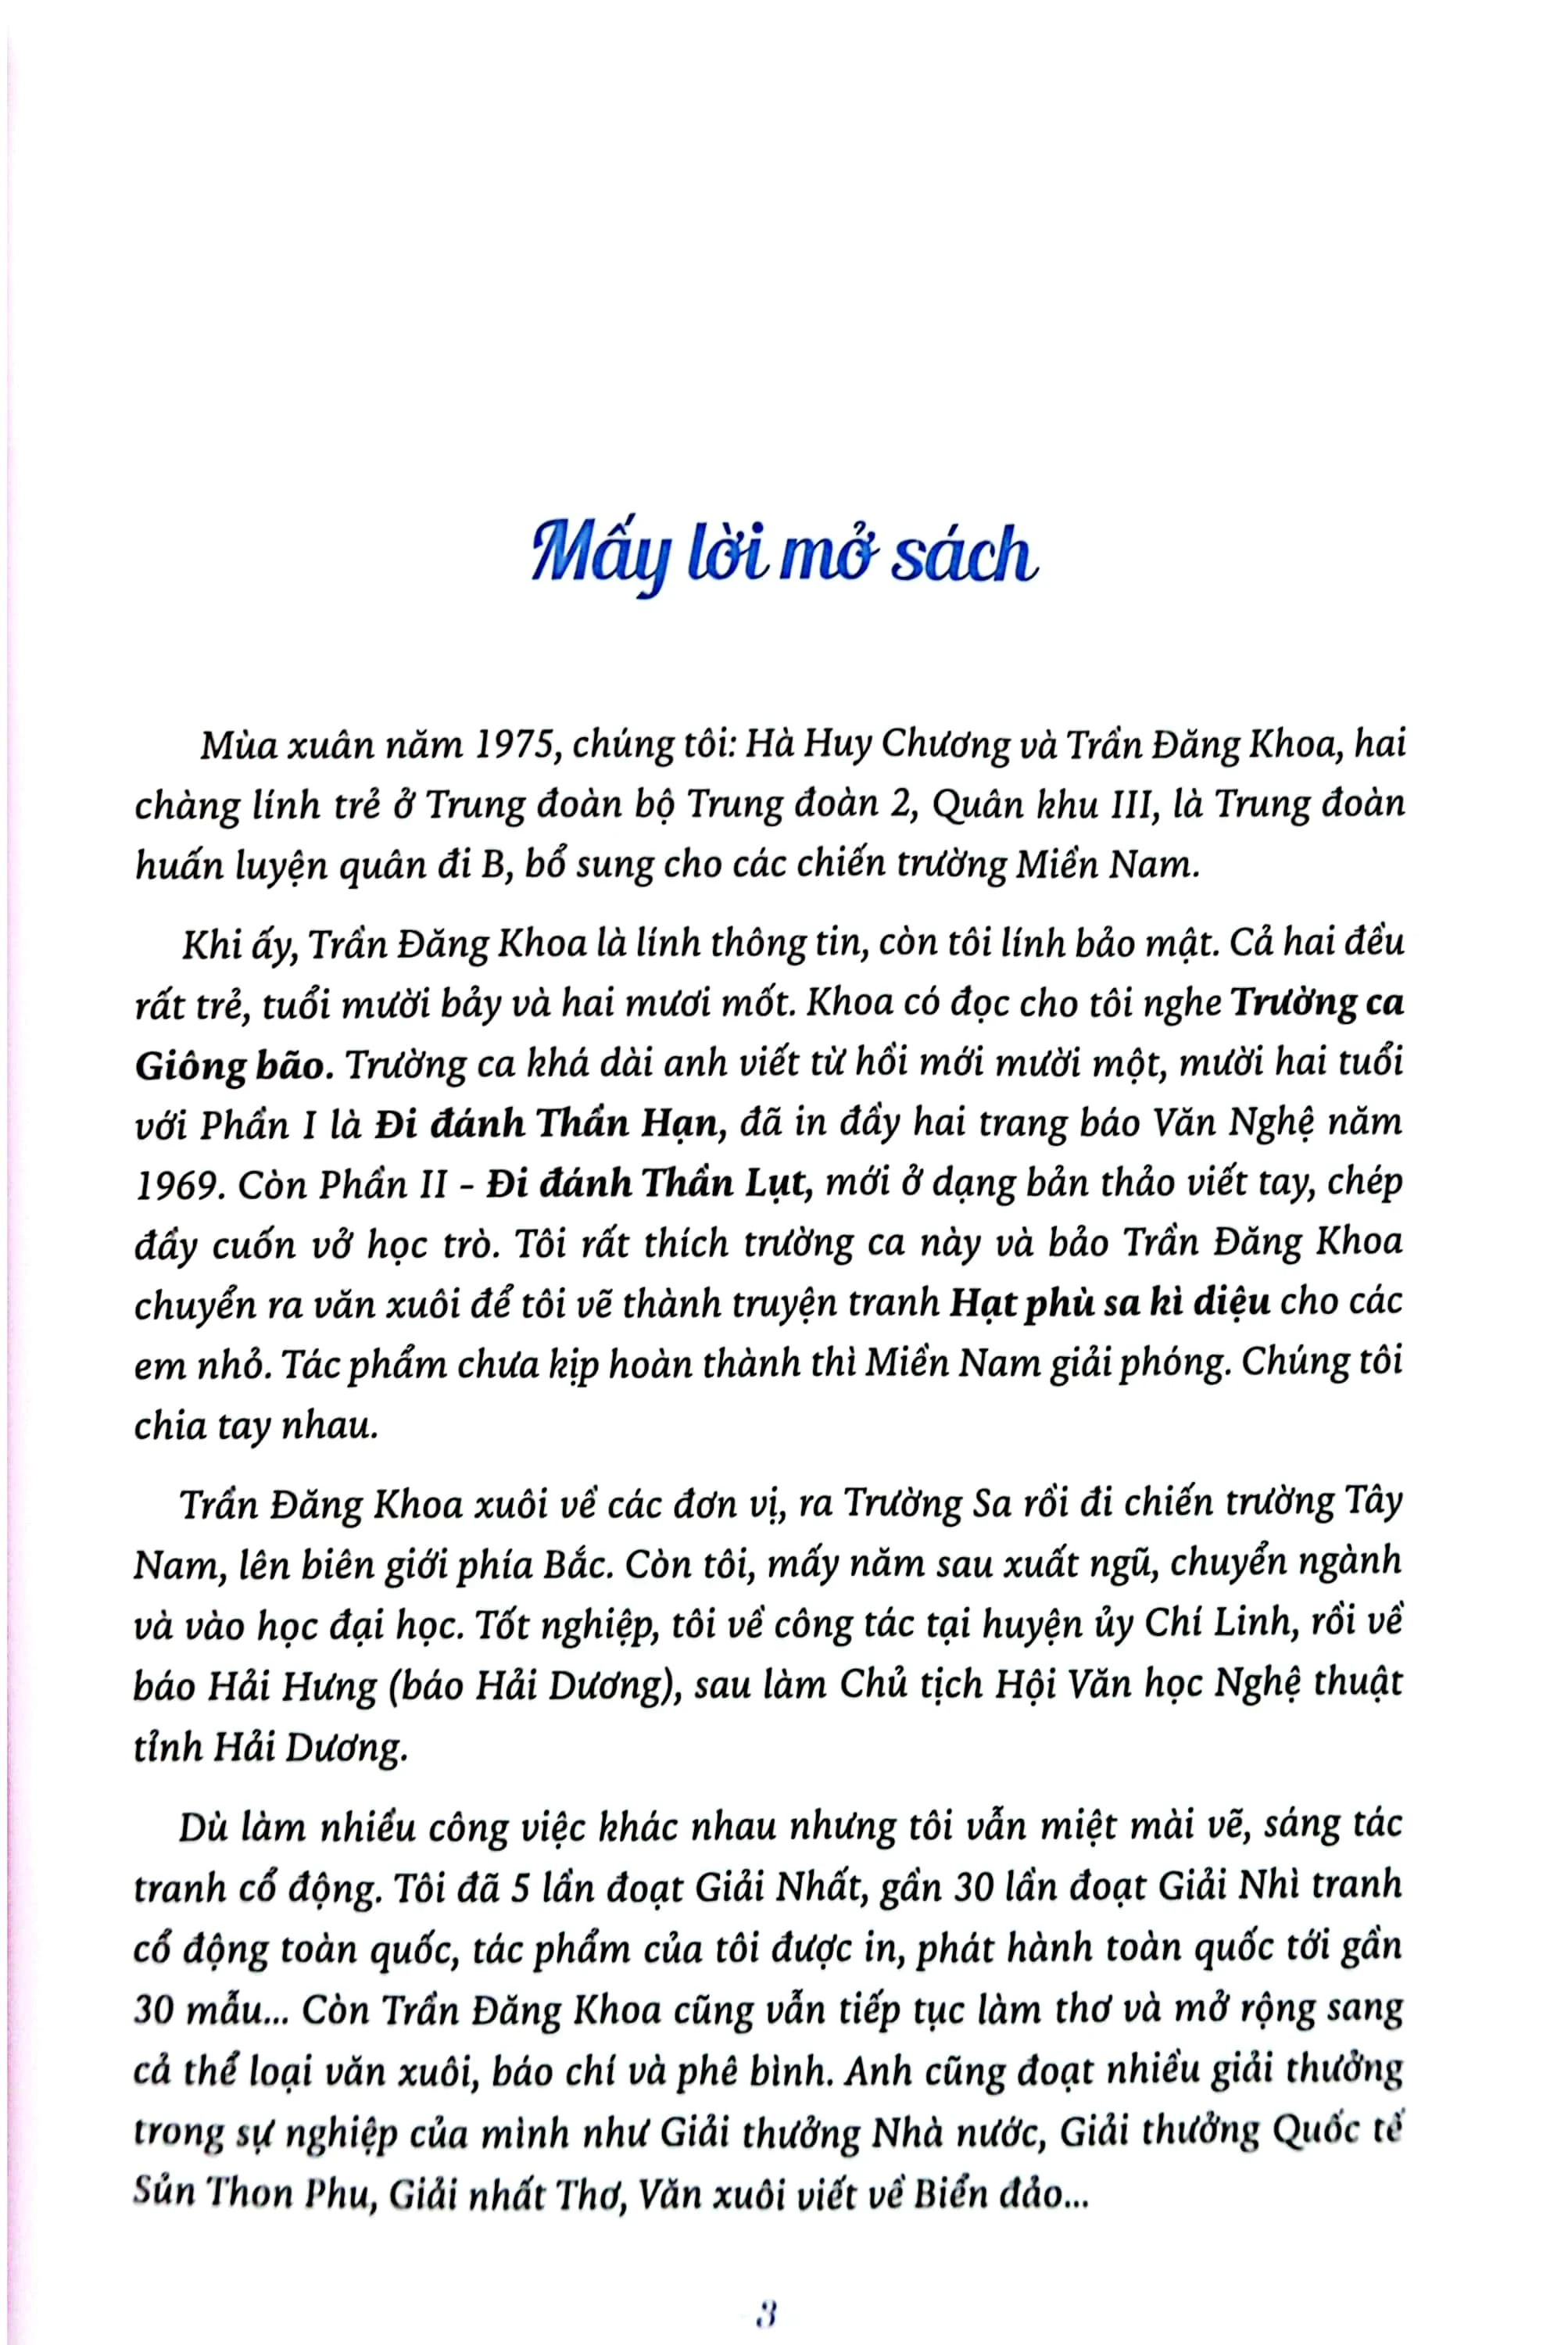 Mấy lời mở sách
Mùa xuân năm 1975, chúng tôi: Hà Huy Chương và Trần Đăng Khoa, hai
chàng lính trẻ ở Trung đoàn bộ Trung đoàn 2, Quân khu III, là Trung đoàn
huấn luyện quân đi B, bổ sung cho các chiến trường Miền Nam.
Khi ấy, Trần Đăng Khoa là lính thông tin, còn tôi lính bảo mật. Cả hai đều
rất trẻ, tuổi mười bảy và hai mươi mốt. Khoa có đọc cho tôi nghe Trường ca
Giông bão. Trường ca khá dài anh viết từ hồi mới mười một, mười hai tuổi
với Phần I là Đi đánh Thần Hạn, đã in đầy hai trang báo Văn Nghệ năm
1969. Còn Phần II - Đi đánh Thần Lụt, mới ở dạng bản thảo viết tay, chép
đầy cuốn vở học trò. Tôi rất thích trường ca này và bảo Trần Đăng Khoa
chuyển ra văn xuôi để tôi vẽ thành truyện tranh Hạt phù sa kì diệu cho các
em nhỏ. Tác phẩm chưa kịp hoàn thành thì Miền Nam giải phóng. Chúng tôi
chia tay nhau.
Trần Đăng Khoa xuôi về các đơn vị, ra Trường Sa rồi đi chiến trường Tây
Nam, lên biên giới phía Bắc. Còn tôi, mấy năm sau xuất ngũ, chuyển ngành
và vào học đại học. Tốt nghiệp, tôi về công tác tại huyện ủy Chí Linh, rồi về
báo Hải Hưng (báo Hải Dương), sau làm Chủ tịch Hội Văn học Nghệ thuật
tỉnh Hải Dương.
Dù làm nhiều công việc khác nhau nhưng tôi vẫn miệt mài vẽ, sáng tác
tranh cổ động. Tôi đã 5 lần đoạt Giải Nhất, gần 30 lần đoạt Giải Nhì tranh
cổ động toàn quốc, tác phẩm của tôi được in, phát hành toàn quốc tới gần
30 mẫu... Còn Trần Đăng Khoa cũng vẫn tiếp tục làm thơ và mở rộng sang
cả thể loại văn xuôi, báo chí và phê bình. Anh cũng đoạt nhiều giải thưởng
trong sự nghiệp của mình như Giải thưởng Nhà nước, Giải thưởng Quốc tế
Sủn Thon Phu, Giải nhất Thơ, Văn xuôi viết về Biển đảo...
3